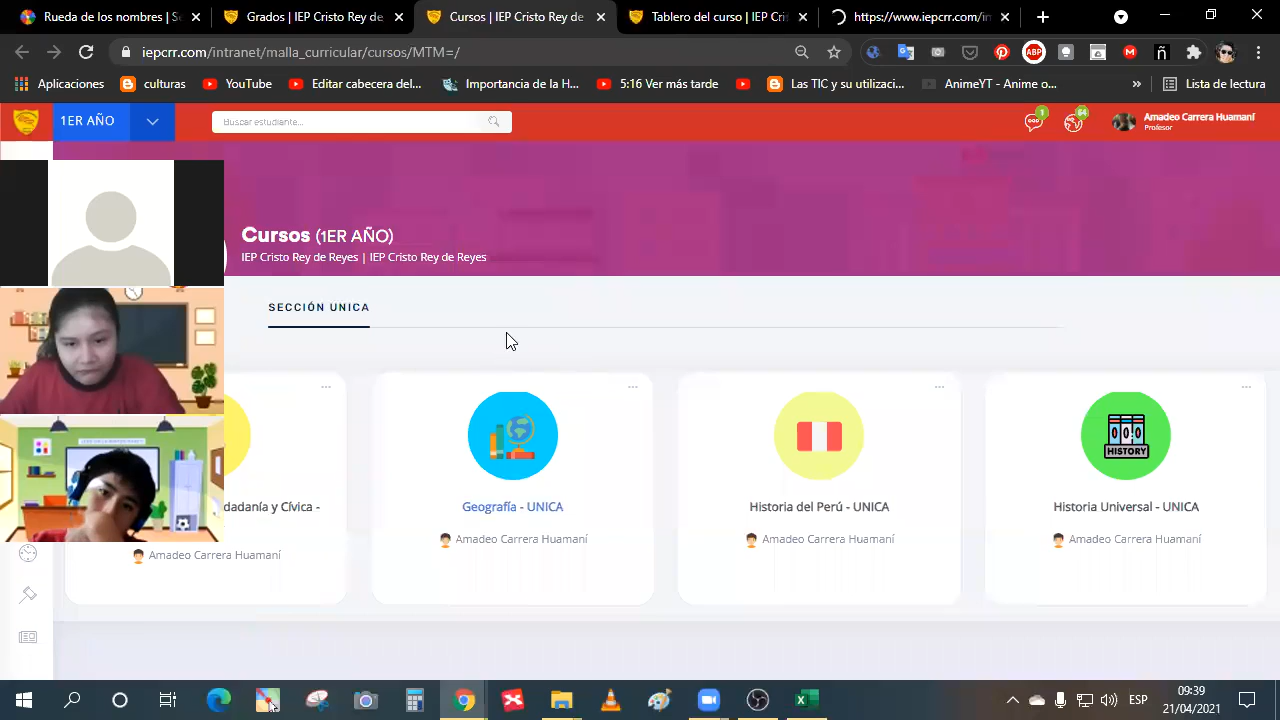 Rueda de los nombres | Su
Grados | IEP Cristo Rey de
Cursos | IEP Cristo Rey de
Tablero del curso | IEP Cri
https://www.iepcrr.com/im
iepcrr.com/intranet/malla_curricular/cursos/MTM=/
ABP
M
ñ
Aplicaciones
culturas
YouTube
Editar cabecera del...
Importancia de la H...
5:16 Ver más tarde
Las TIC y su utilizaci...
AnimeYT - Anime o...
»
Lista de lectura
1ER AÑO
Buscar estudiante...
1
64
Amadeo Carrera Huamaní
Profesor
Cursos (1ER AÑO)
IEP Cristo Rey de Reyes | IEP Cristo Rey de Reyes
SECCIÓN UNICA
HISTORY
dadanía y Cívica -
Geografía - UNICA
Historia del Perú - UNICA
Historia Universal - UNICA
Amadeo Carrera Huamaní
Amadeo Carrera Huamaní
Amadeo Carrera Huamaní
Amadeo Carrera Huamaní
ESP
09:39
21/04/2021